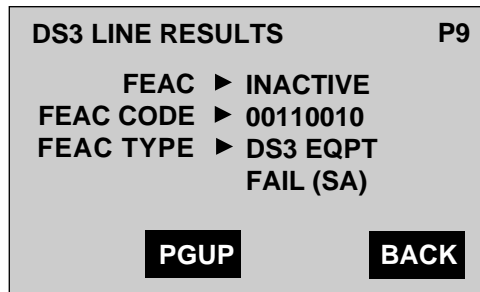 DS3 LINE RESULTS P9
FEAC ► INACTIVE
FEAC CODE ► 00110010
FEAC TYPE ► DS3 EQPT
FAIL (SA)
PGUP BACK